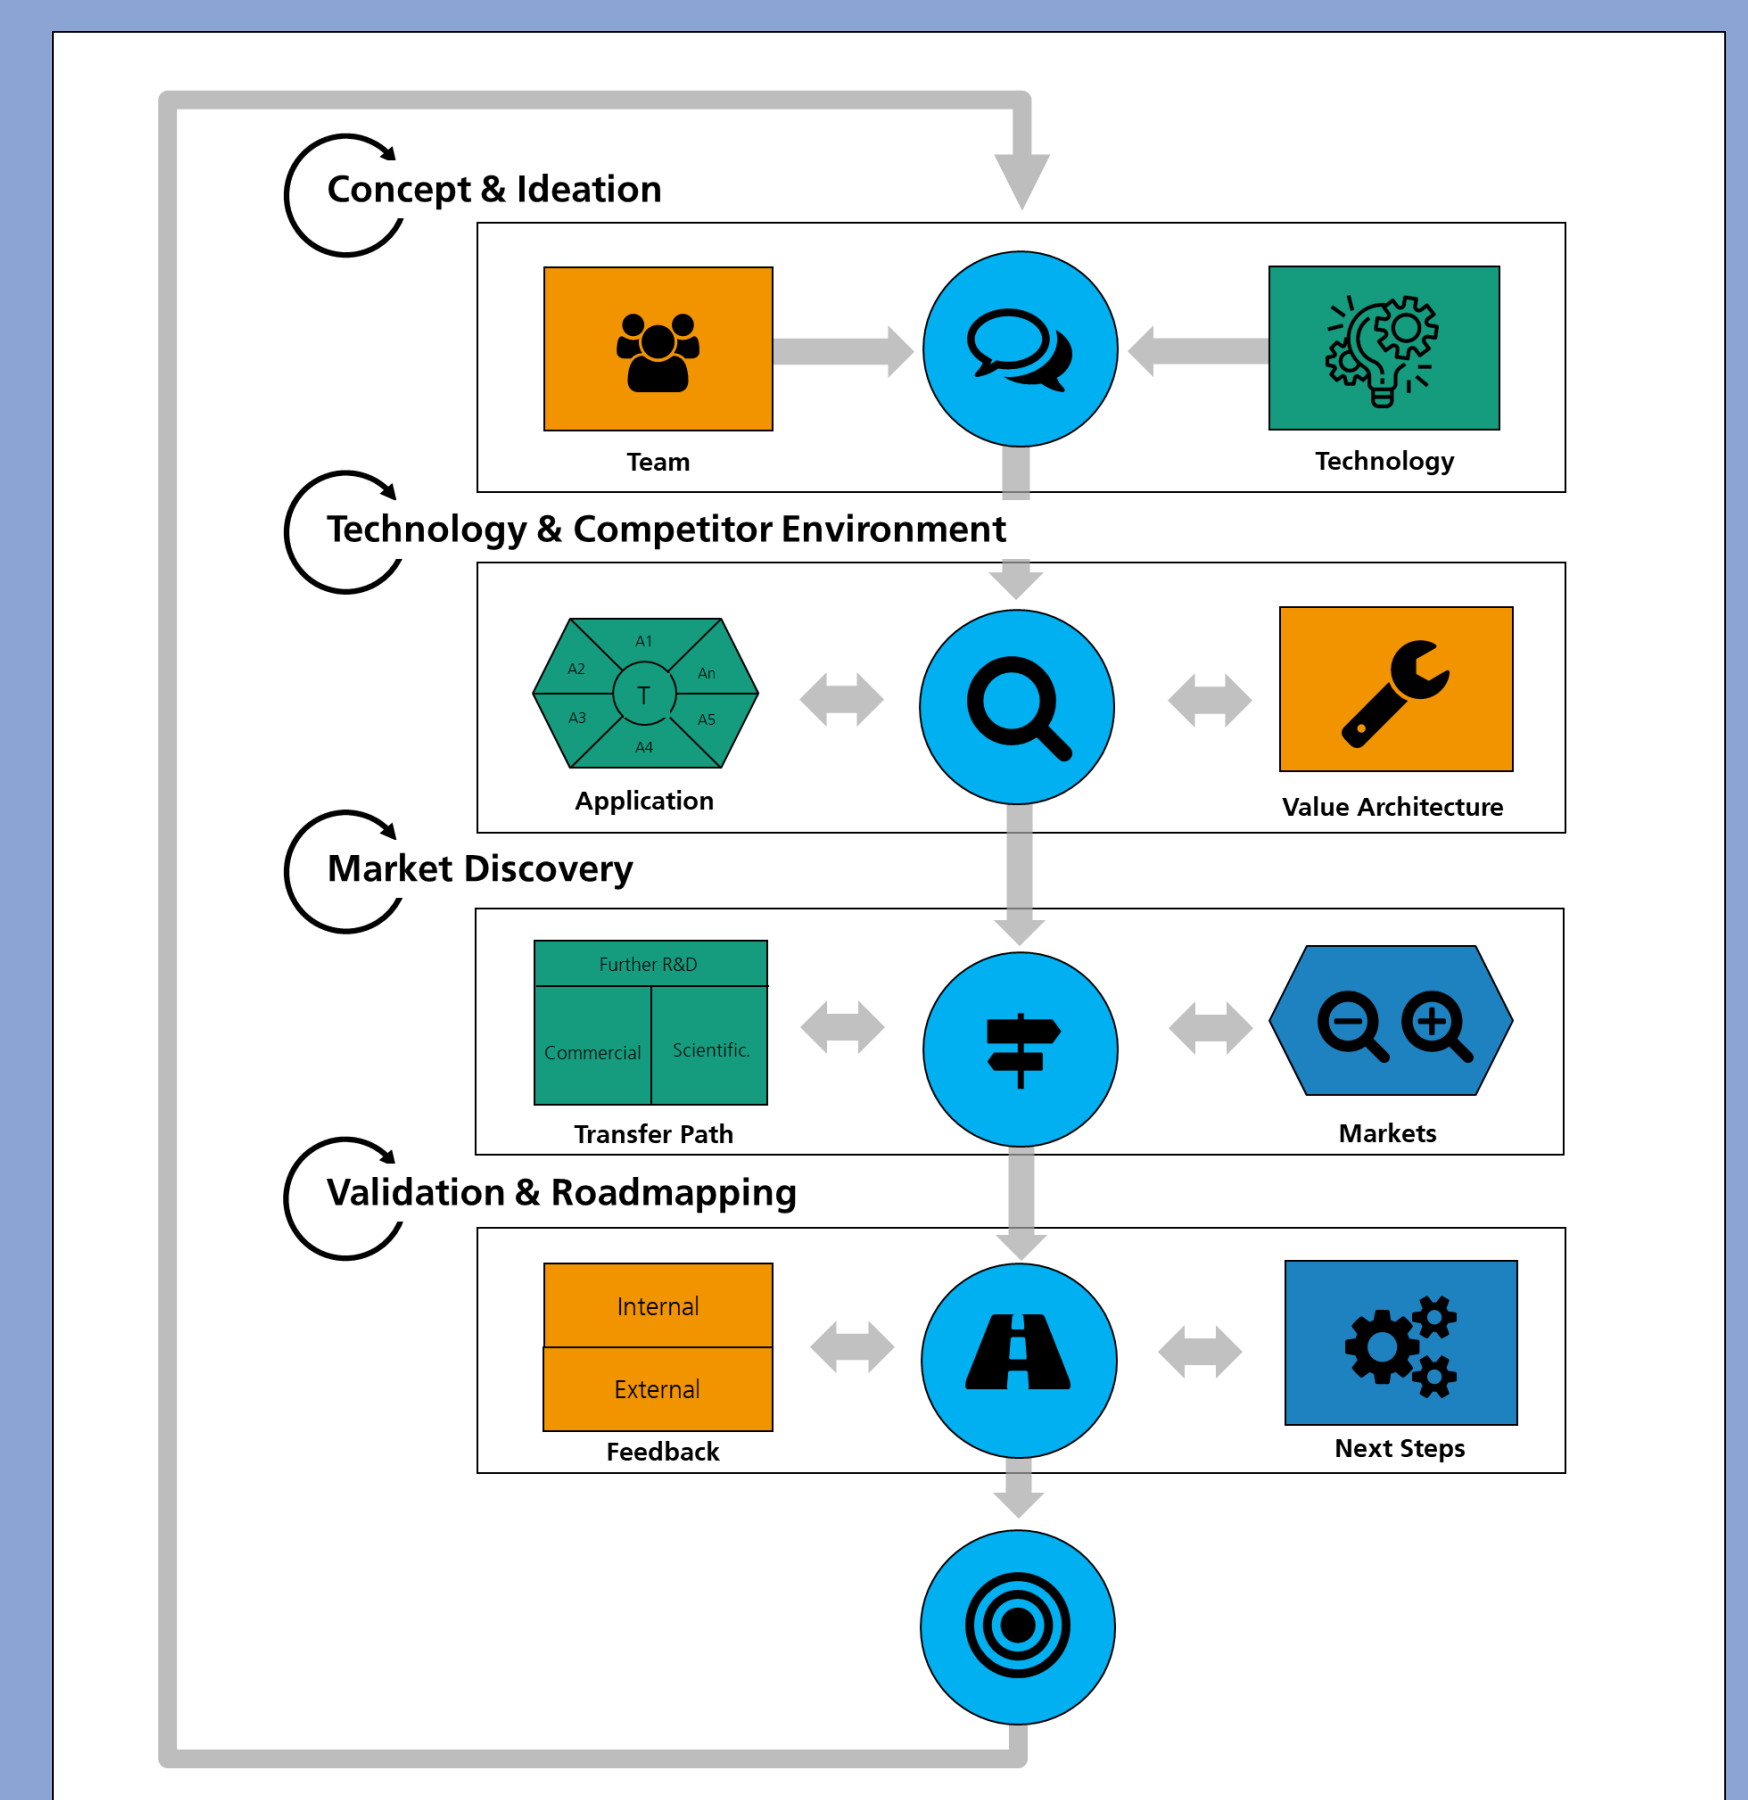 Concept & Ideation
Team
Technology
Technology & Competitor Environment
A1
A2
An
T
A3
A5
A4
Application
Value Architecture
Market Discovery
Further R&D
Commercial
Scientific.
Transfer Path
Markets
Validation & Roadmapping
Internal
External
Feedback
Next Steps